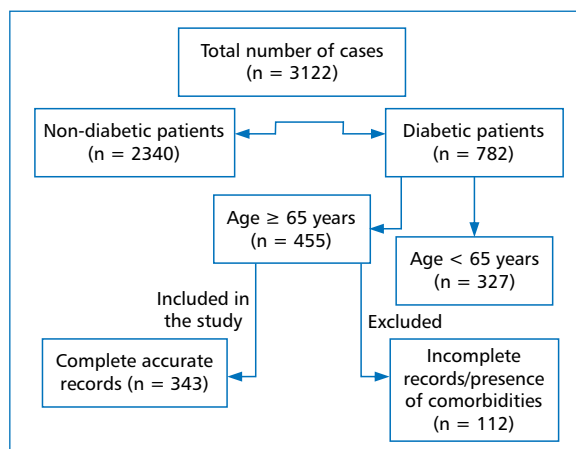 Total number of cases
(n = 3122)
Non-diabetic patients
(n = 2340)
Diabetic patients
(n = 782)
Age ≥ 65 years
(n = 455)
Age < 65 years
(n = 327)
Included in
the study
Excluded
Complete accurate
records (n = 343)
Incomplete
records/presence
of comorbidities
(n = 112)